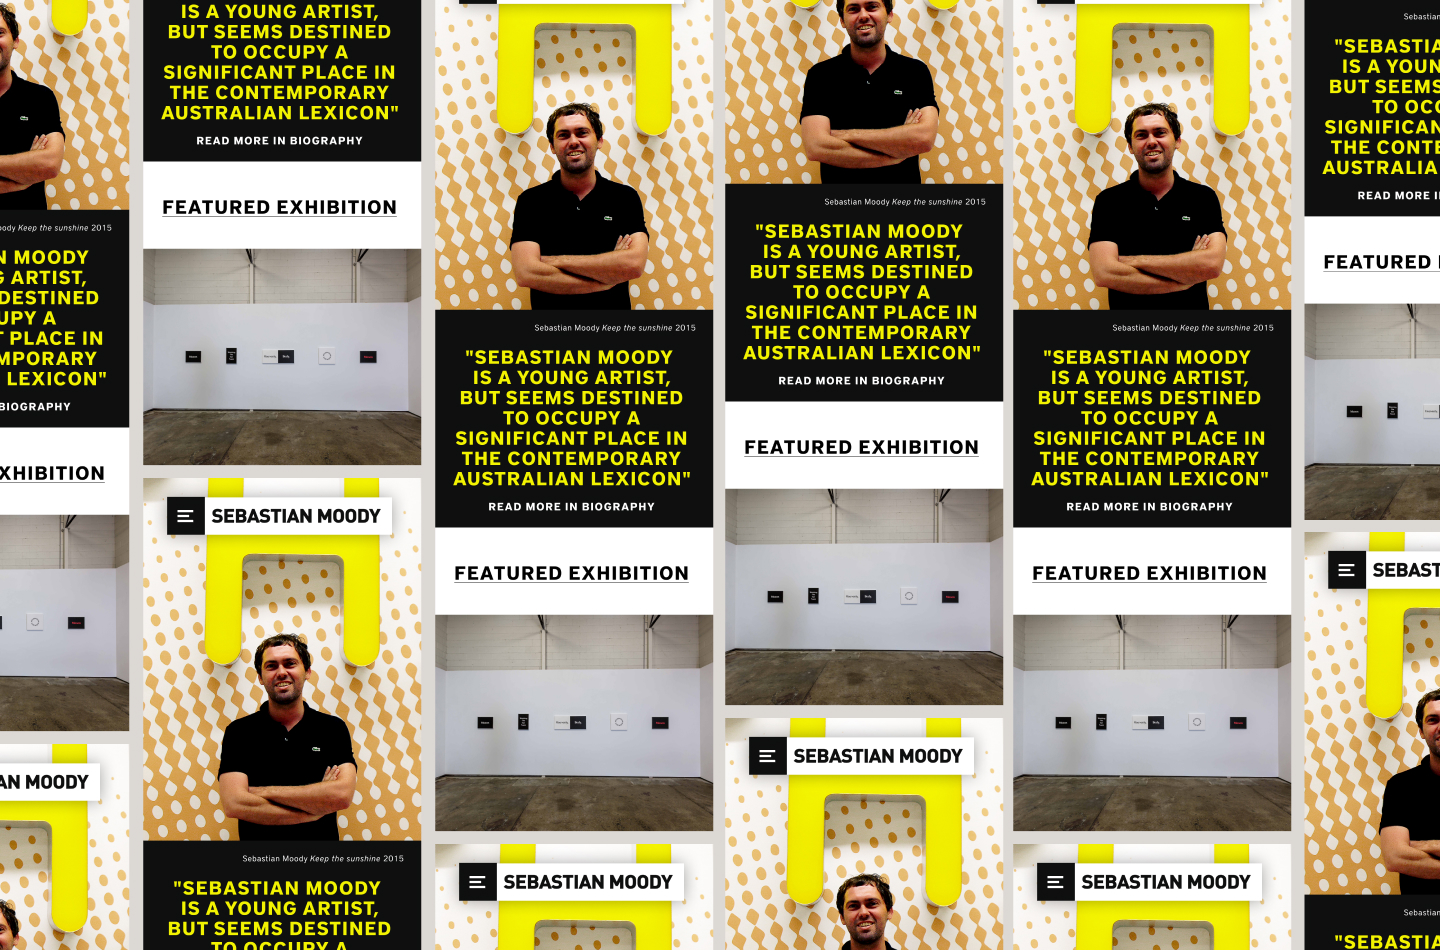 IS A YOUNG ARTIST,
BUT SEEMS DESTINED
TO OCCUPY A
SIGNIFICANT PLACE IN
THE CONTEMPORARY
AUSTRALIAN LEXICON"
READ MORE IN BIOGRAPHY
FEATURED EXHIBITION
SEBASTIAN MOODY
Sebastian Moody Keep the sunshine 2015
"SEBASTIAN MOODY
IS A YOUNG ARTIST,
BUT SEEMS DESTINED
TO OCCUPY A
oody Keep the sunshine 2015
N MOODY
G ARTIST,
DESTINED
UPY A
T PLACE IN
MPORARY
LEXICON"
BIOGRAPHY
XHIBITION
AN MOODY
Sebastian Moody Keep the sunshine 2015
"SEBASTIAN MOODY
IS A YOUNG ARTIST,
BUT SEEMS DESTINED
TO OCCUPY A
SIGNIFICANT PLACE IN
THE CONTEMPORARY
AUSTRALIAN LEXICON"
READ MORE IN BIOGRAPHY
FEATURED EXHIBITION
SEBASTIAN MOODY
Sebastian Moody Keep the sunshine 2015
"SEBASTIAN MOODY
IS A YOUNG ARTIST,
BUT SEEMS DESTINED
TO OCCUPY A
SIGNIFICANT PLACE IN
THE CONTEMPORARY
AUSTRALIAN LEXICON"
READ MORE IN BIOGRAPHY
FEATURED EXHIBITION
SEBASTIAN MOODY
Sebastian Moody Keep the sunshine 2015
"SEBASTIAN MOODY
IS A YOUNG ARTIST,
BUT SEEMS DESTINED
TO OCCUPY A
SIGNIFICANT PLACE IN
THE CONTEMPORARY
AUSTRALIAN LEXICON"
READ MORE IN BIOGRAPHY
FEATURED EXHIBITION
SEBASTIAN MOODY
Sebastian
"SEBASTIA
IS A YOUN
BUT SEEMS
TO OCC
SIGNIFICAN
THE CONTE
AUSTRALIA
READ MORE I
FEATURED
SEBAST
Sebastian
"SEBASTIA